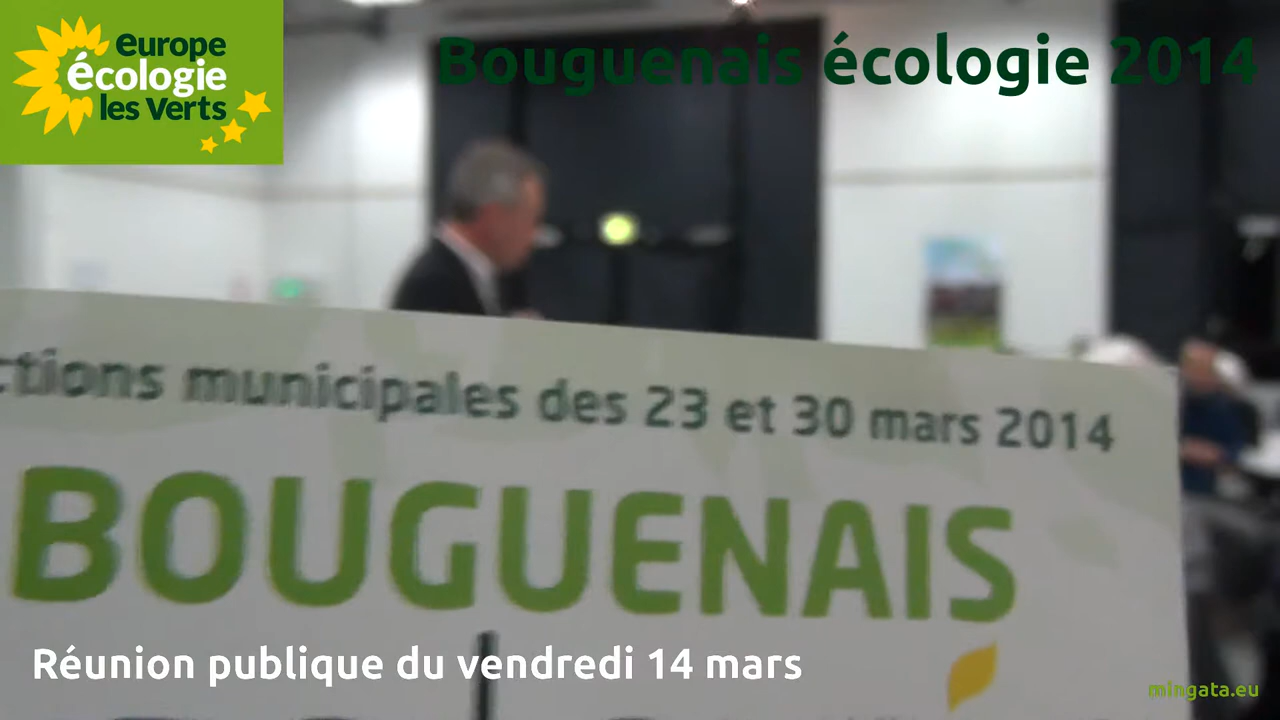 europe
écologie
les verts
Bouguenais écologie 2014
ctions municipales des 23 et 30 mars 2014
BOUGUENAIS
Réunion publique du vendredi 14 mars
mingata.eu